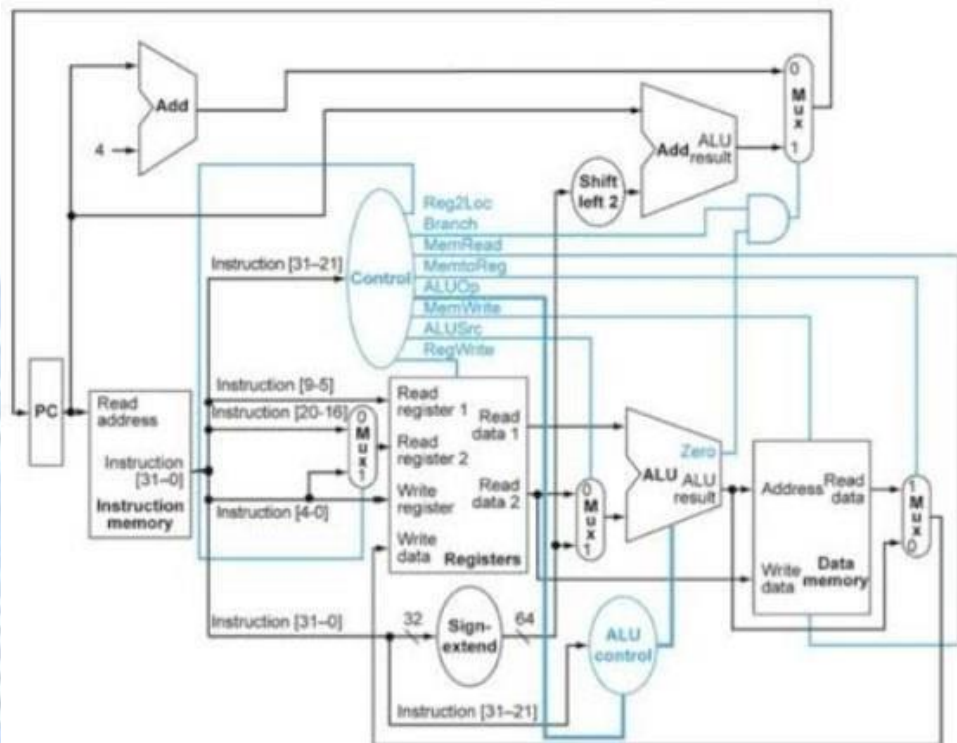 0
M
u
x
1
Add
4
Add ALU
result
Shift
left 2
Reg2Loc
Branch
MemRead
MemtoReg
ALUOp
MemWrite
ALUSrc
RegWrite
Instruction [31–21]
Control
PC
Read
address
Instruction
[31–0]
Instruction
memory
Instruction [9-5]
Instruction [20-16]
Instruction [4-0]
0
M
u
x
1
Read
register 1
Read
register 2
Write
register
Write
data
Read
data 1
Read
data 2
Registers
0
M
u
x
1
Zero
ALU ALU
result
Address
Read
data
Write
data
Data
memory
1
M
u
x
0
Instruction [31–0]
32
Sign-
extend
64
ALU
control
Instruction [31–21]